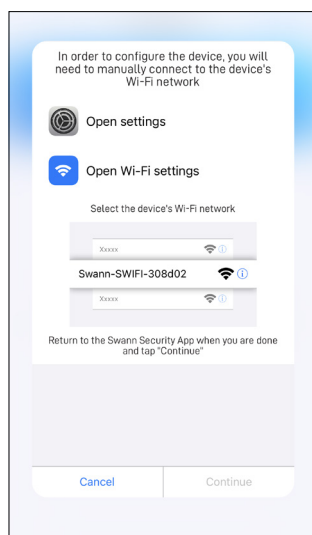 In order to configure the device, you will
need to manually connect to the device's
Wi-Fi network
Open settings
Open Wi-Fi settings
Select the device's Wi-Fi network
Xxxxx
Swann-SWIFI-308d02
Xxxxx
Return to the Swann Security App when you are done
and tap "Continue"
Cancel
Continue